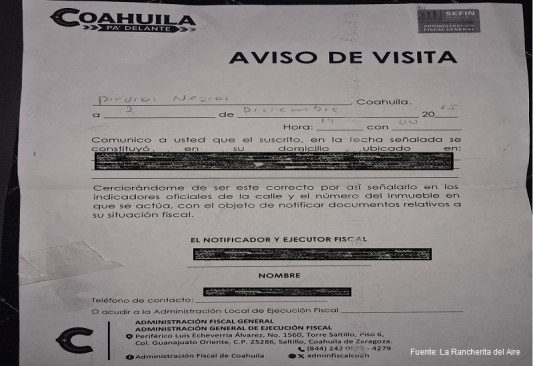 COAHUILA
PA' DELANTE
SEFIN
ADMINISTRACIÓN
FISCAL GENERAL
AVISO DE VISITA
Piedras Negras, Coahuila.
a 2 de Diciembre 20
Hora: 14 con 00
Comunico a usted que el suscrito, en la fecha señalada se
constituyó en su domicilio ubicado en:
Cerciorándome de ser este correcto por así señalarlo en los
indicadores oficiales de la calle y el número del inmueble en
que se actúa, con el objeto de notificar documentos relativos a
su situación fiscal.
EL NOTIFICADOR Y EJECUTOR FISCAL
NOMBRE
Teléfono de contacto:
O acudir a la Administración Local de Ejecución Fiscal
ADMINISTRACIÓN FISCAL GENERAL
ADMINISTRACIÓN GENERAL DE EJECUCIÓN FISCAL
Periférico Luis Echeverría Álvarez, No. 1560, Torre Saltillo, Piso 6,
Col. Guanajuato Oriente, C.P. 25286, Saltillo, Coahuila de Zaragoza.
(844) 242 4279
Administración Fiscal de Coahuila
adminfiscalcoah
Fuente: La Rancherita del Aire